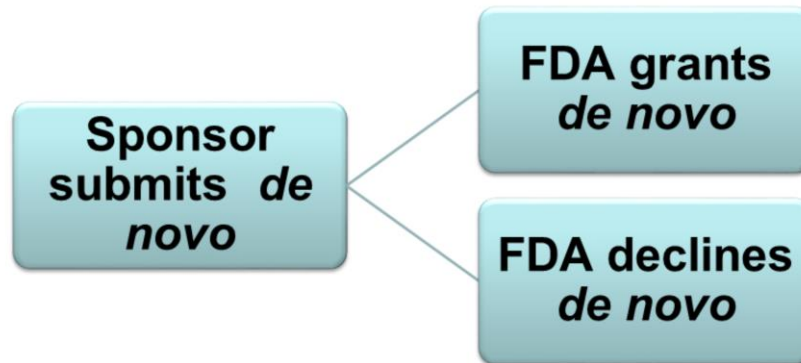 Sponsor
submits de
novo
FDA grants
de novo
FDA declines
de novo